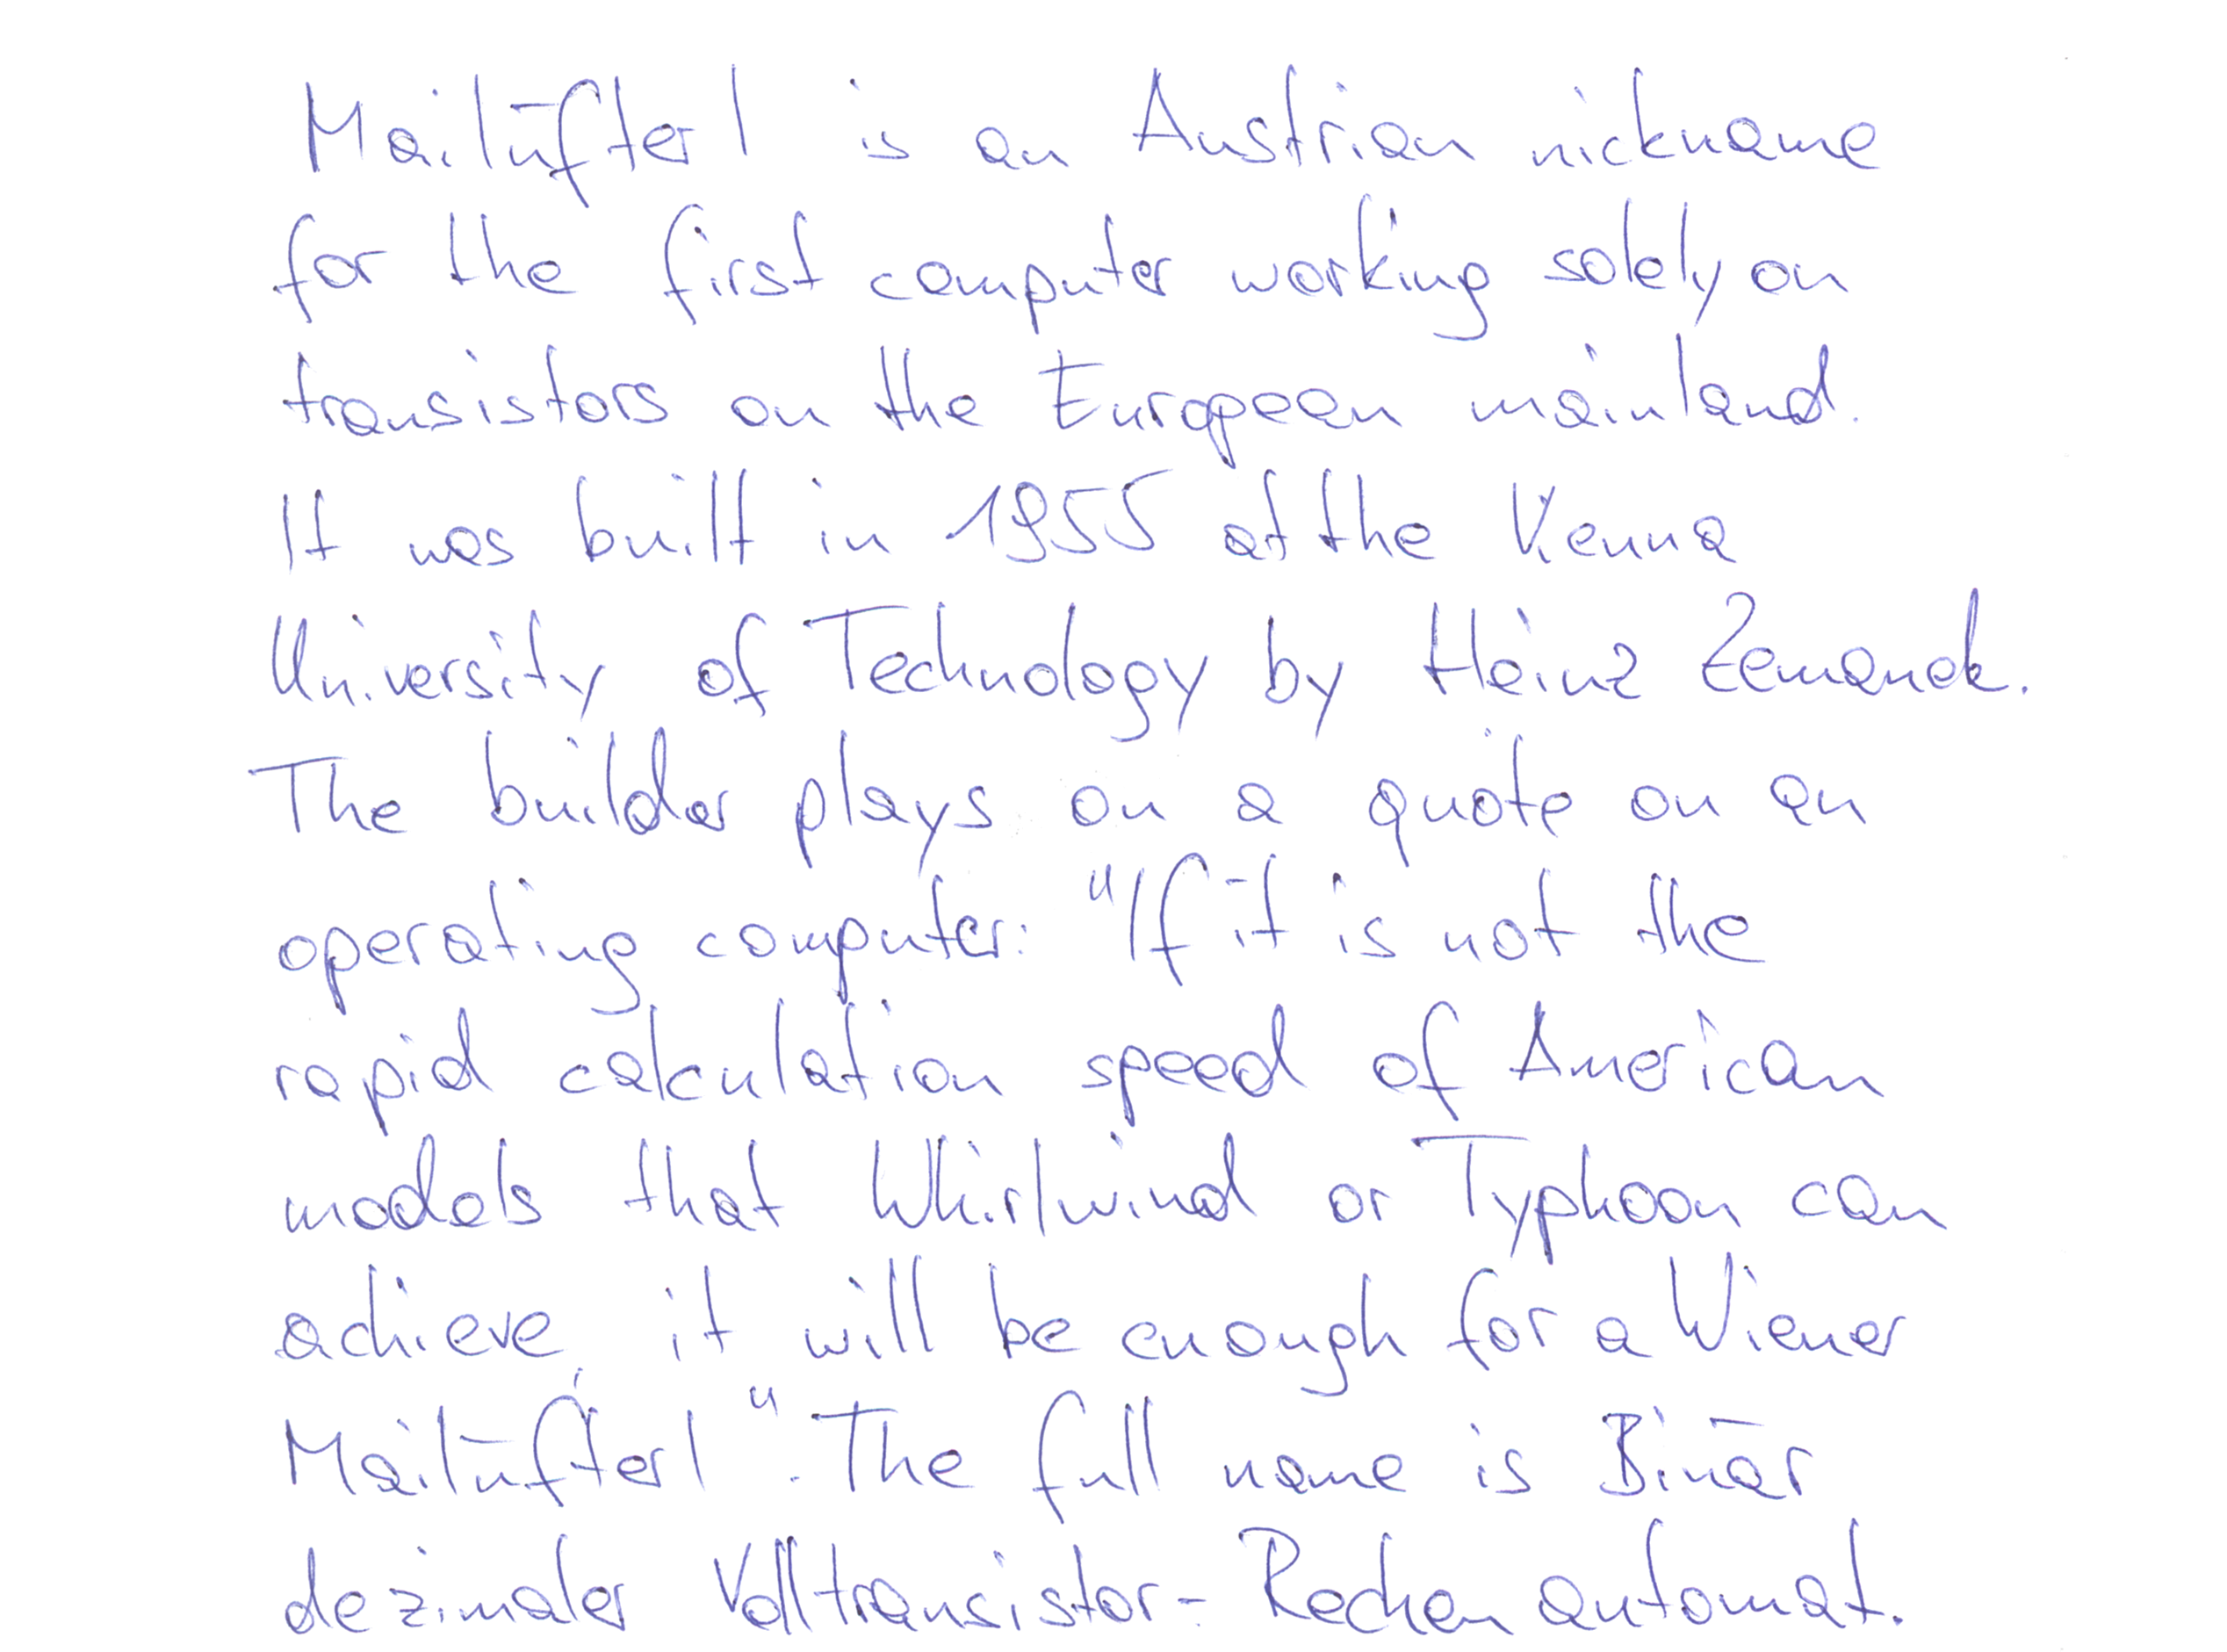 Mailüfterl is an Austrian nickname
for the first computer working solely on
transistors on the European mainland.
It was built in 1955 at the Vienna
University of Technology by Heinz Zemanek.
The builder plays on a quote on an
operating computer: "If it is not the
rapid calculation speed of American
models that Whirlwind or Typhoon can
achieve, it will be enough for a Wiener
Mailüfterl". The full name is Binär
dezimaler Volltransistor-Rechenautomat.